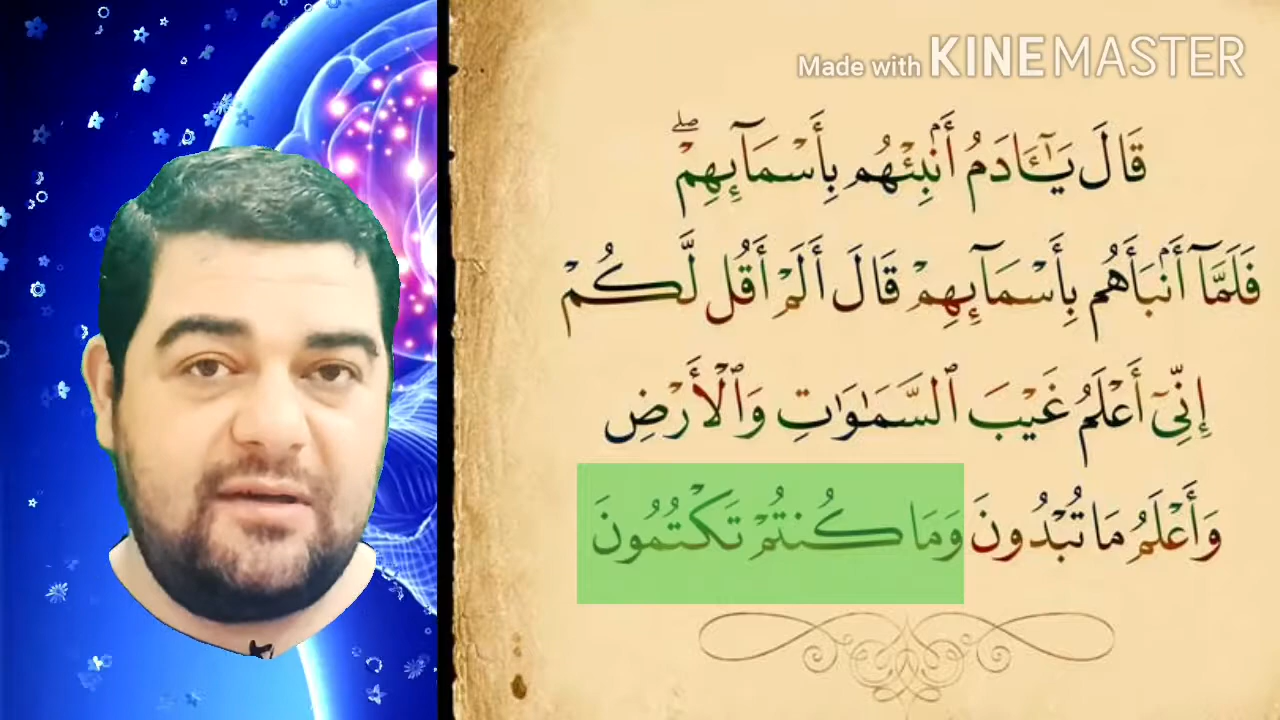 Made with KINEMASTER
قَالَ يَـٰٓـَٔادَمُ أَنۢبِئْهُم بِأَسْمَآئِهِمْ ۖ
فَلَمَّآ أَنۢبَأَهُم بِأَسْمَآئِهِمْ قَالَ أَلَمْ أَقُل لَّكُمْ
إِنِّىٓ أَعْلَمُ غَيْبَ ٱلسَّمَـٰوَٰتِ وَٱلْأَرْضِ
وَأَعْلَمُ مَا تُبْدُونَ وَمَا كُنتُمْ تَكْتُمُونَ